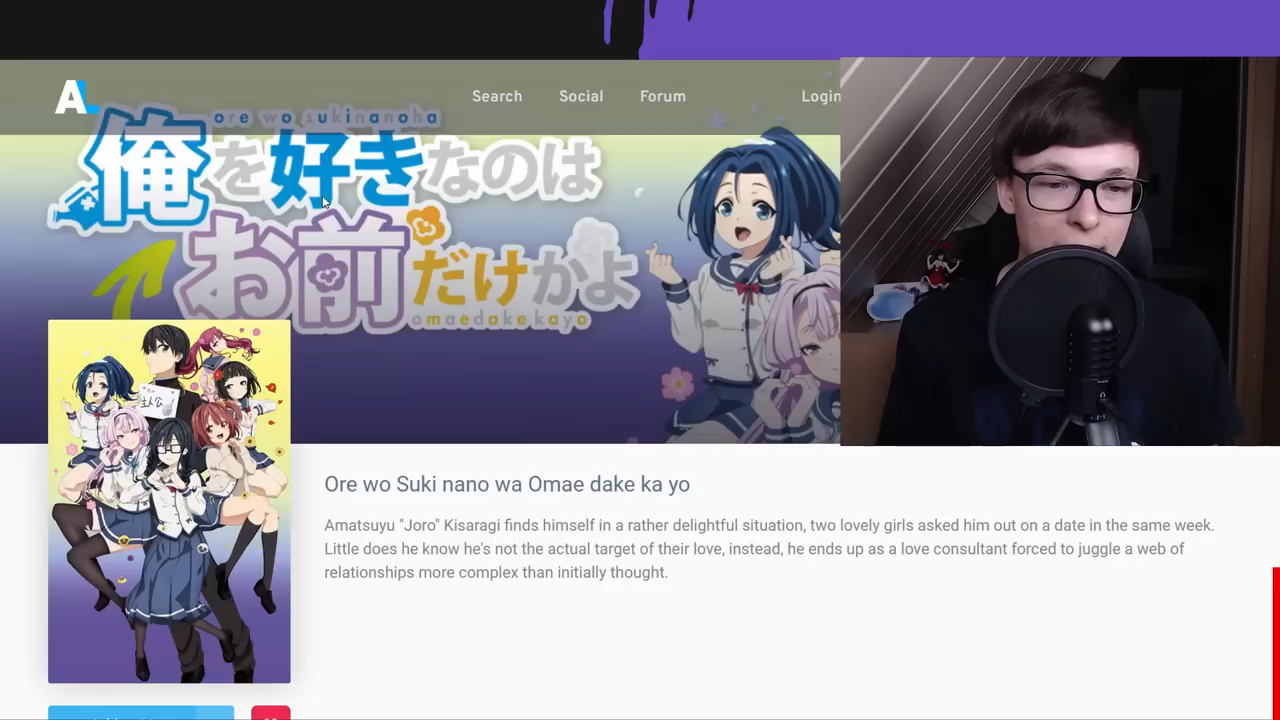 AL
Search Social Forum Login
ore wo sukinanoha
俺を好きなのは
お前だけかよ
omaedakekayo
Ore wo Suki nano wa Omae dake ka yo
Amatsuyu "Joro" Kisaragi finds himself in a rather delightful situation, two lovely girls asked him out on a date in the same week.
Little does he know he's not the actual target of their love, instead, he ends up as a love consultant forced to juggle a web of
relationships more complex than initially thought.